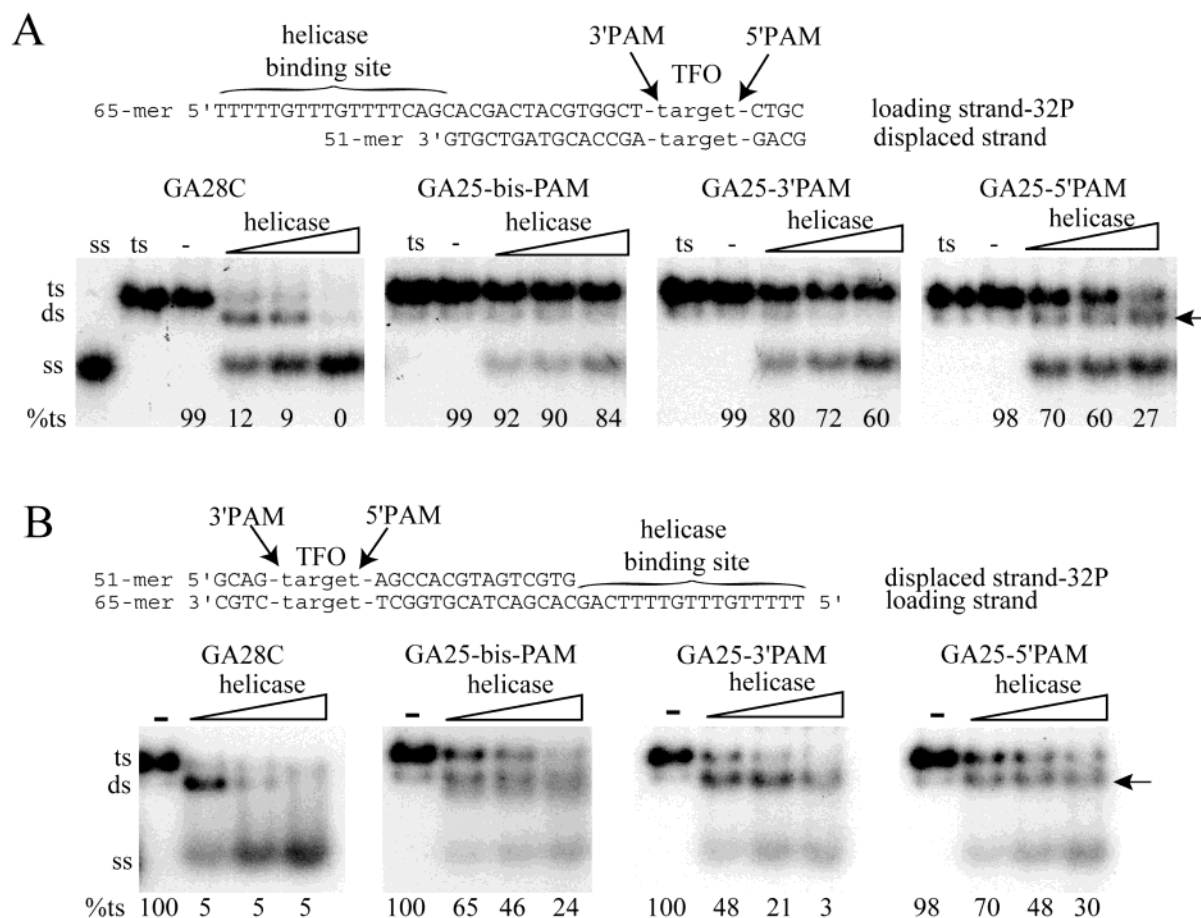 A
helicase
binding site
3'PAM 5'PAM
TFO
65-mer 5'TTTTTGTTTGTTTTCAGCACGACTACGTGGCT-target-CTGC loading strand-32P
51-mer 3'GTGCTGATGCACCGA-target-GACG displaced strand
GA28C GA25-bis-PAM GA25-3'PAM GA25-5'PAM
helicase helicase helicase helicase
ss ts - ts - ts - ts -
ts
ds
ss
%ts 99 12 9 0 99 92 90 84 99 80 72 60 98 70 60 27
B
3'PAM 5'PAM
TFO
helicase
binding site
51-mer 5'GCAG-target-AGCCACGTAGTCGTG displaced strand-32P
65-mer 3'CGTC-target-TCGGTGCATCAGCACGACTTTTGTTTGTTTTT 5' loading strand
GA28C GA25-bis-PAM GA25-3'PAM GA25-5'PAM
helicase helicase helicase helicase
- - - -
ts
ds
ss
%ts 100 5 5 5 100 65 46 24 100 48 21 3 98 70 48 30